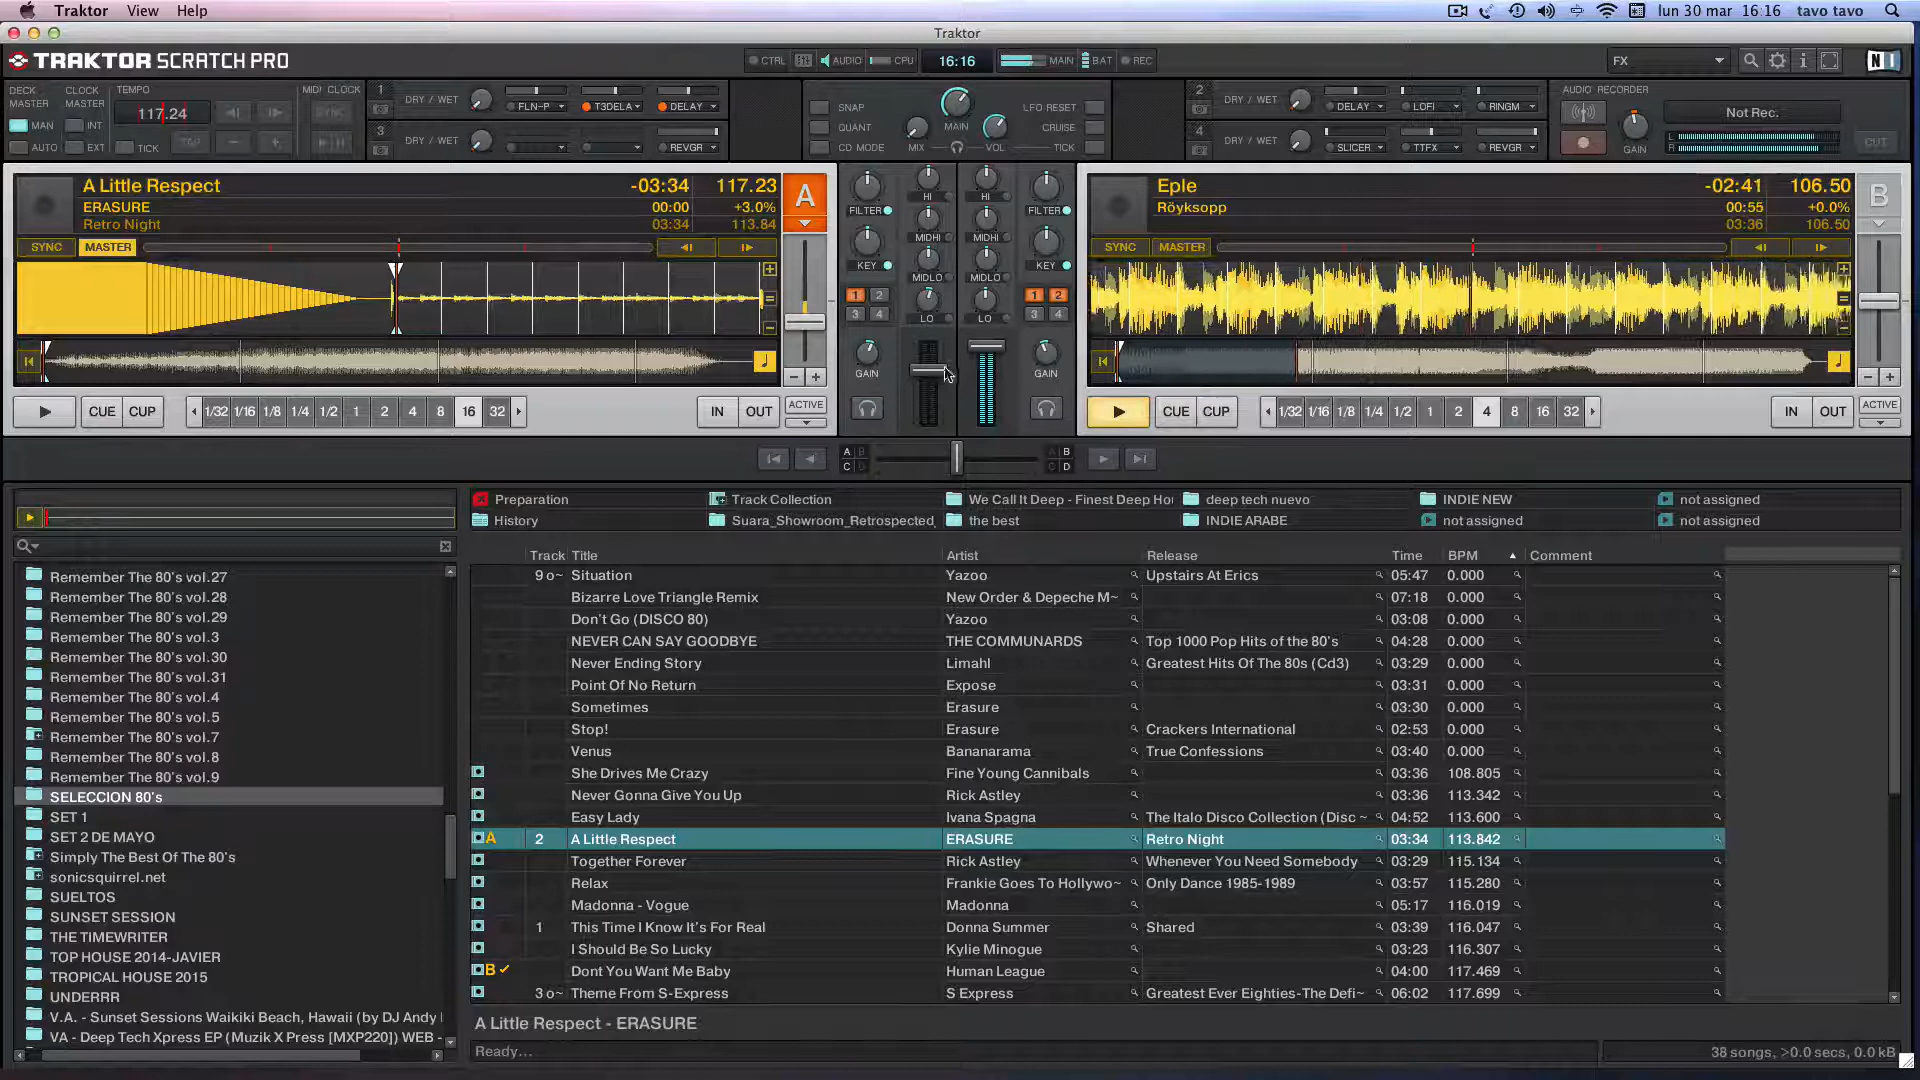 Traktor View Help lun 30 mar 16:16 tavo tavo
Traktor
TRAKTOR SCRATCH PRO CTRL AUDIO CPU 16:16 MAIN BAT REC FX NI
DECK MASTER CLOCK MASTER TEMPO MIDI CLOCK
117.24 SYNC
MAN INT
AUTO EXT TICK TAP
1 DRY / WET FLN-P T3DELA DELAY
3 DRY / WET REVGR
SNAP MAIN LFO RESET
QUANT CRUISE
CD MODE MIX VOL TICK
2 DRY / WET DELAY LOFI RINGM
4 DRY / WET SLICER TTFX REVGR
AUDIO RECORDER
Not Rec.
GAIN L R CUT
A Little Respect -03:34 117.23 A
ERASURE 00:00 +3.0%
Retro Night 03:34 113.84
SYNC MASTER
CUE CUP 1/32 1/16 1/8 1/4 1/2 1 2 4 8 16 32 IN OUT ACTIVE
HI HI
FILTER FILTER
MIDHI MIDHI
KEY KEY
MIDLO MIDLO
1 2 1 2
3 4 3 4
LO LO
GAIN GAIN
Eple -02:41 106.50 B
Röyksopp 00:55 +0.0%
03:36 106.50
SYNC MASTER
CUE CUP 1/32 1/16 1/8 1/4 1/2 1 2 4 8 16 32 IN OUT ACTIVE
A B A B
C D C D
Preparation Track Collection We Call It Deep - Finest Deep Hou deep tech nuevo INDIE NEW not assigned
History Suara_Showroom_Retrospected_ the best INDIE ARABE not assigned not assigned
Remember The 80's vol.27
Remember The 80's vol.28
Remember The 80's vol.29
Remember The 80's vol.3
Remember The 80's vol.30
Remember The 80's vol.31
Remember The 80's vol.4
Remember The 80's vol.5
Remember The 80's vol.7
Remember The 80's vol.8
Remember The 80's vol.9
SELECCION 80's
SET 1
SET 2 DE MAYO
Simply The Best Of The 80's
sonicsquirrel.net
SUELTOS
SUNSET SESSION
THE TIMEWRITER
TOP HOUSE 2014-JAVIER
TROPICAL HOUSE 2015
UNDERRR
V.A. - Sunset Sessions Waikiki Beach, Hawaii (by DJ Andy
VA - Deep Tech Xpress EP (Muzik X Press [MXP220]) WEB -
Track Title Artist Release Time BPM Comment
9 o~ Situation Yazoo Upstairs At Erics 05:47 0.000
Bizarre Love Triangle Remix New Order & Depeche M~ 07:18 0.000
Don't Go (DISCO 80) Yazoo 03:08 0.000
NEVER CAN SAY GOODBYE THE COMMUNARDS Top 1000 Pop Hits of the 80's 04:28 0.000
Never Ending Story Limahl Greatest Hits Of The 80s (Cd3) 03:29 0.000
Point Of No Return Expose 03:31 0.000
Sometimes Erasure 03:30 0.000
Stop! Erasure Crackers International 02:53 0.000
Venus Bananarama True Confessions 03:40 0.000
She Drives Me Crazy Fine Young Cannibals 03:36 108.805
Never Gonna Give You Up Rick Astley 03:36 113.342
Easy Lady Ivana Spagna The Italo Disco Collection (Disc ~ 04:52 113.600
A 2 A Little Respect ERASURE Retro Night 03:34 113.842
Together Forever Rick Astley Whenever You Need Somebody 03:29 115.134
Relax Frankie Goes To Hollywo~ Only Dance 1985-1989 03:57 115.280
Madonna - Vogue Madonna 05:17 116.019
1 This Time I Know It's For Real Donna Summer Shared 03:39 116.047
I Should Be So Lucky Kylie Minogue 03:23 116.307
B Dont You Want Me Baby Human League 04:00 117.469
3 o~ Theme From S-Express S Express Greatest Ever Eighties-The Defi~ 06:02 117.699
A Little Respect - ERASURE
Ready... 38 songs, >0.0 secs, 0.0 kB